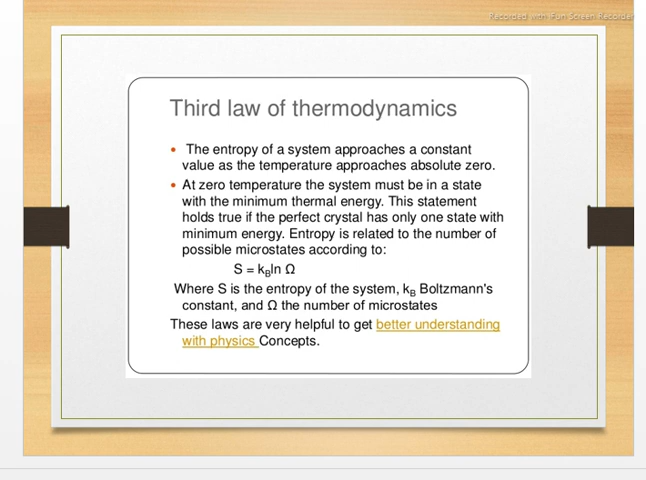 Recorded with Fun Screen Recorder
Third law of thermodynamics
• The entropy of a system approaches a constant
value as the temperature approaches absolute zero.
• At zero temperature the system must be in a state
with the minimum thermal energy. This statement
holds true if the perfect crystal has only one state with
minimum energy. Entropy is related to the number of
possible microstates according to:
S = kBln Ω
Where S is the entropy of the system, kB Boltzmann's
constant, and Ω the number of microstates
These laws are very helpful to get better understanding
with physics Concepts.